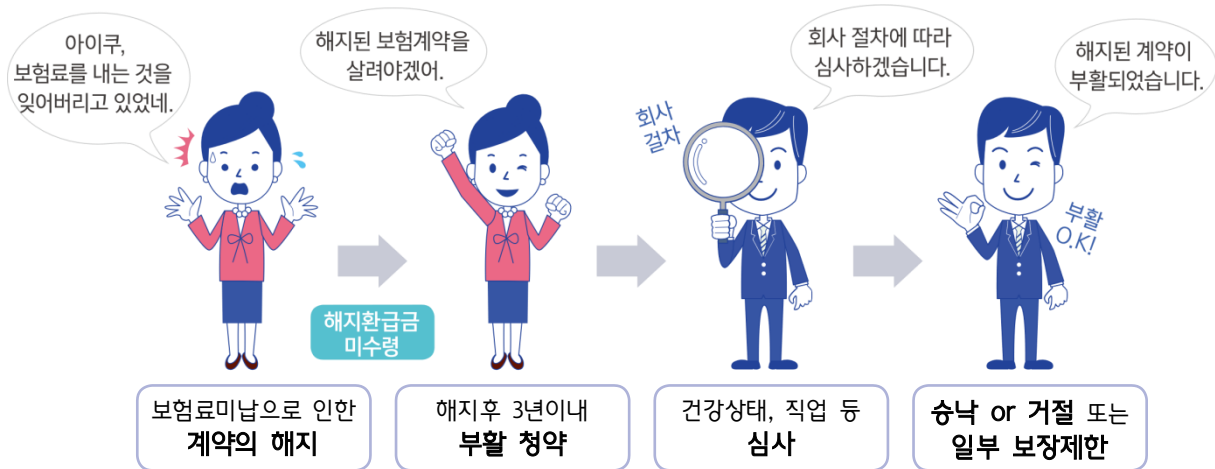 아이쿠,
보험료를 내는 것을
잊어버리고 있었네.
해지된 보험계약을
살려야겠어.
회사 절차에 따라
심사하겠습니다.
해지된 계약이
부활되었습니다.
회사
걸차
부활
O.K!
해지환급금
미수령
보험료미납으로 인한
계약의 해지
해지후 3년이내
부활 청약
건강상태, 직업 등
심사
승낙 or 거절 또는
일부 보장제한